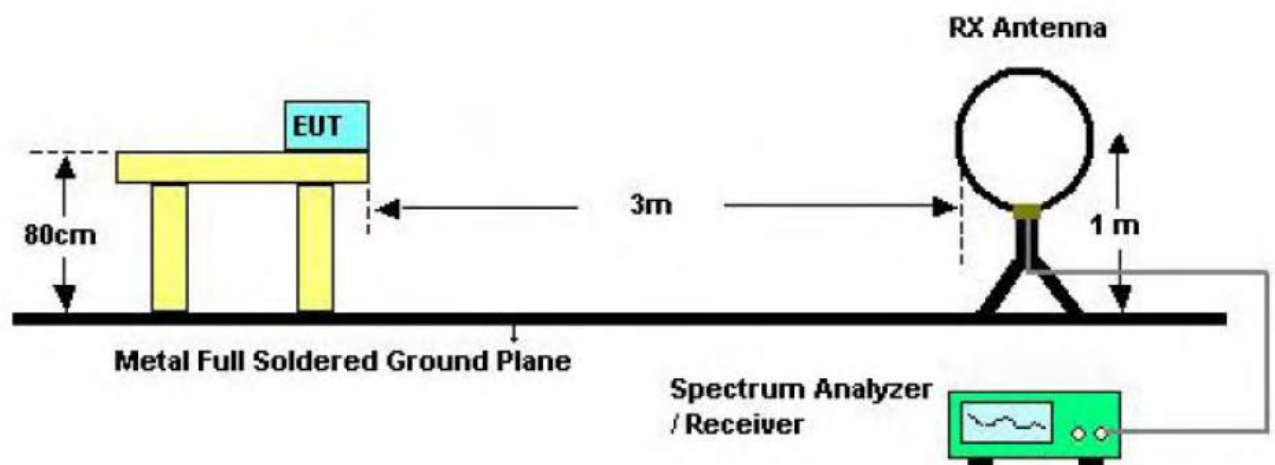 RX Antenna
EUT
80cm
3m
1 m
Metal Full Soldered Ground Plane
Spectrum Analyzer
/ Receiver